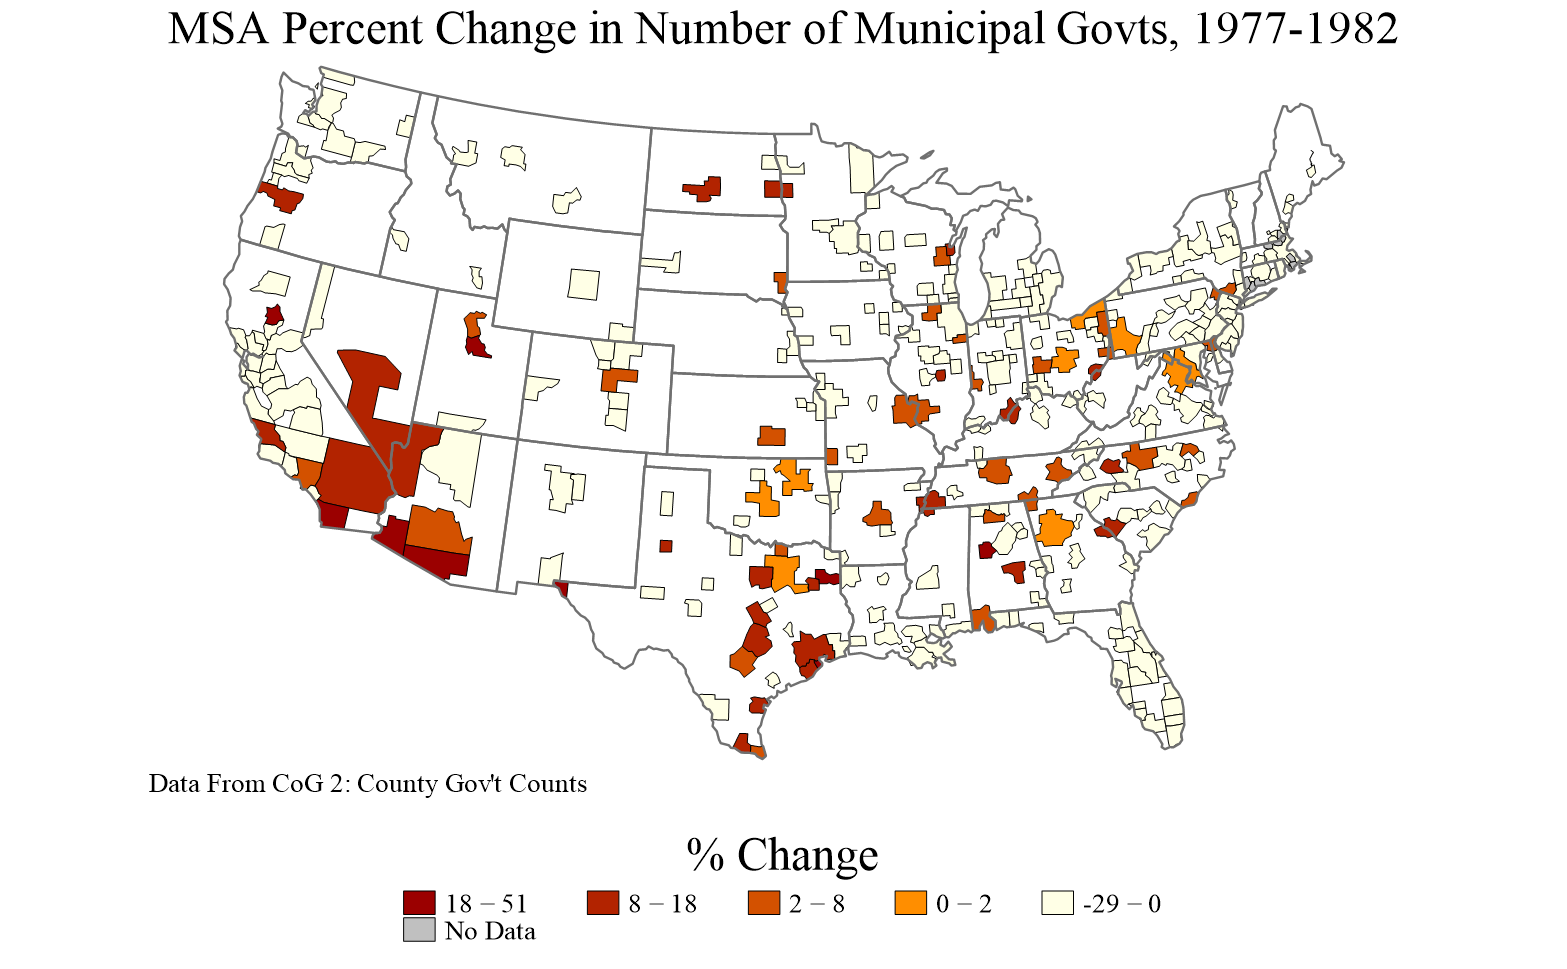 MSA Percent Change in Number of Municipal Govts, 1977-1982
Data From CoG 2: County Gov't Counts
% Change
18 − 51
8 − 18
2 − 8
0 − 2
-29 − 0
No Data